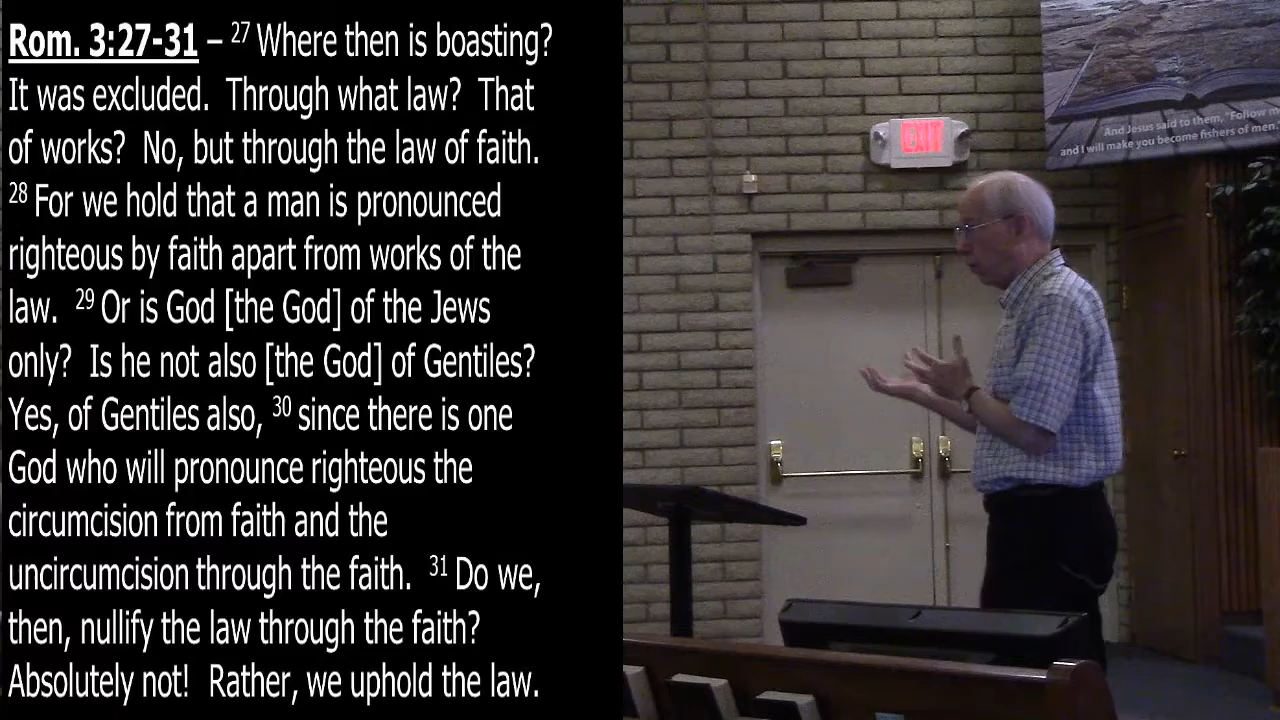 Rom. 3:27-31 – 27 Where then is boasting?
It was excluded.  Through what law?  That
of works?  No, but through the law of faith.
28 For we hold that a man is pronounced
righteous by faith apart from works of the
law.  29 Or is God [the God] of the Jews
only?  Is he not also [the God] of Gentiles?
Yes, of Gentiles also, 30 since there is one
God who will pronounce righteous the
circumcision from faith and the
uncircumcision through the faith.  31 Do we,
then, nullify the law through the faith?
Absolutely not!  Rather, we uphold the law.
EXIT
And Jesus said to them, "Follow
and I will make you become fishers of men.